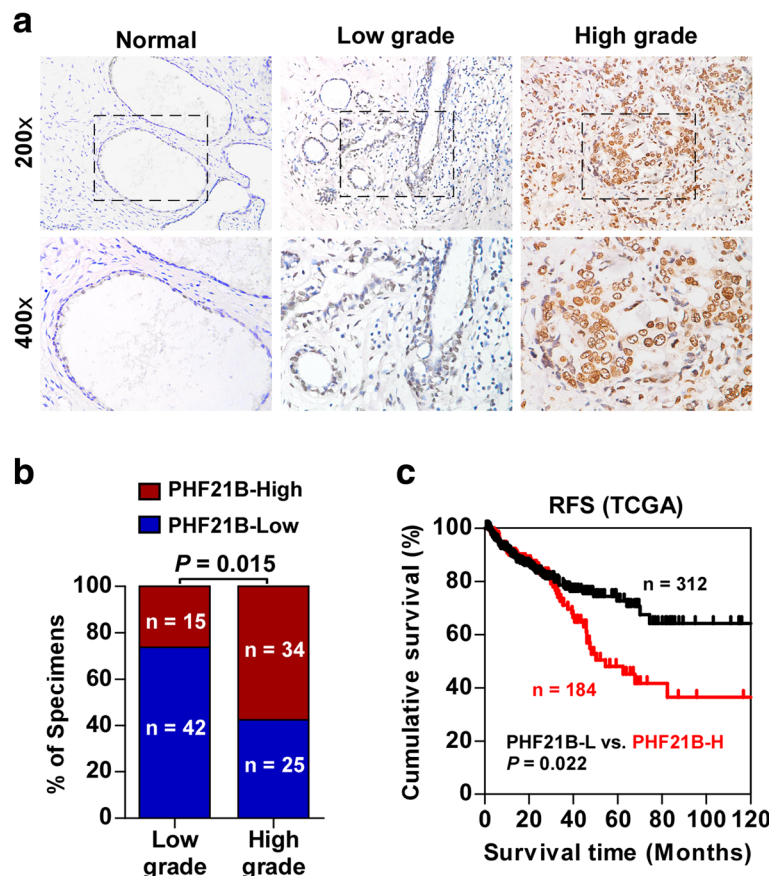 a
Normal
Low grade
High grade
200x
400x
b
PHF21B-High
PHF21B-Low
P = 0.015
% of Specimens
100
80
60
40
20
0
n = 15
n = 42
n = 34
n = 25
Low
grade
High
grade
c
RFS (TCGA)
Cumulative survival (%)
100
80
60
40
20
0
n = 312
n = 184
PHF21B-L vs. PHF21B-H
P = 0.022
0 20 40 60 80 100 120
Survival time (Months)